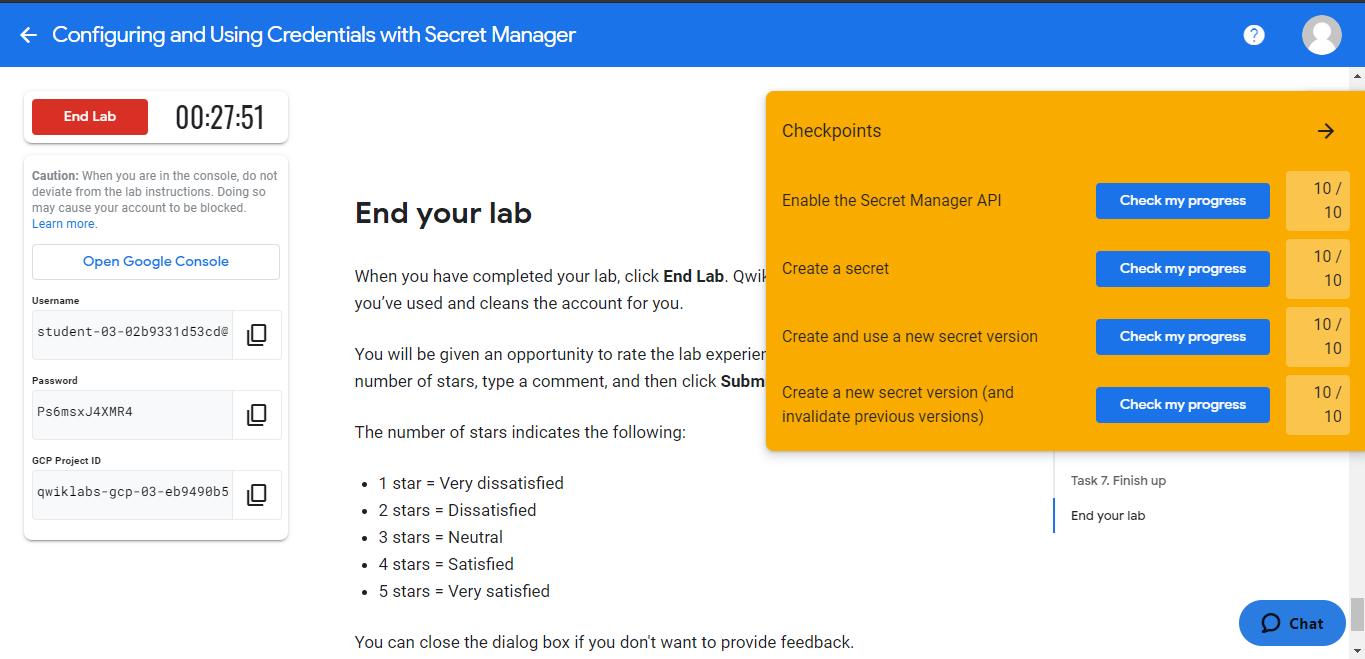 Configuring and Using Credentials with Secret Manager
?
End Lab
00:27:51
Caution: When you are in the console, do not
deviate from the lab instructions. Doing so
may cause your account to be blocked.
Learn more.
Open Google Console
Username
student-03-02b9331d53cd@
Password
Ps6msxJ4XMR4
GCP Project ID
qwiklabs-gcp-03-eb9490b5
End your lab
When you have completed your lab, click End Lab. Qwik
you’ve used and cleans the account for you.
You will be given an opportunity to rate the lab experien
number of stars, type a comment, and then click Subm
The number of stars indicates the following:
• 1 star = Very dissatisfied
• 2 stars = Dissatisfied
• 3 stars = Neutral
• 4 stars = Satisfied
• 5 stars = Very satisfied
You can close the dialog box if you don't want to provide feedback.
Checkpoints
Enable the Secret Manager API
Check my progress
10 /
10
Create a secret
Check my progress
10 /
10
Create and use a new secret version
Check my progress
10 /
10
Create a new secret version (and
invalidate previous versions)
Check my progress
10 /
10
Task 7. Finish up
End your lab
Chat